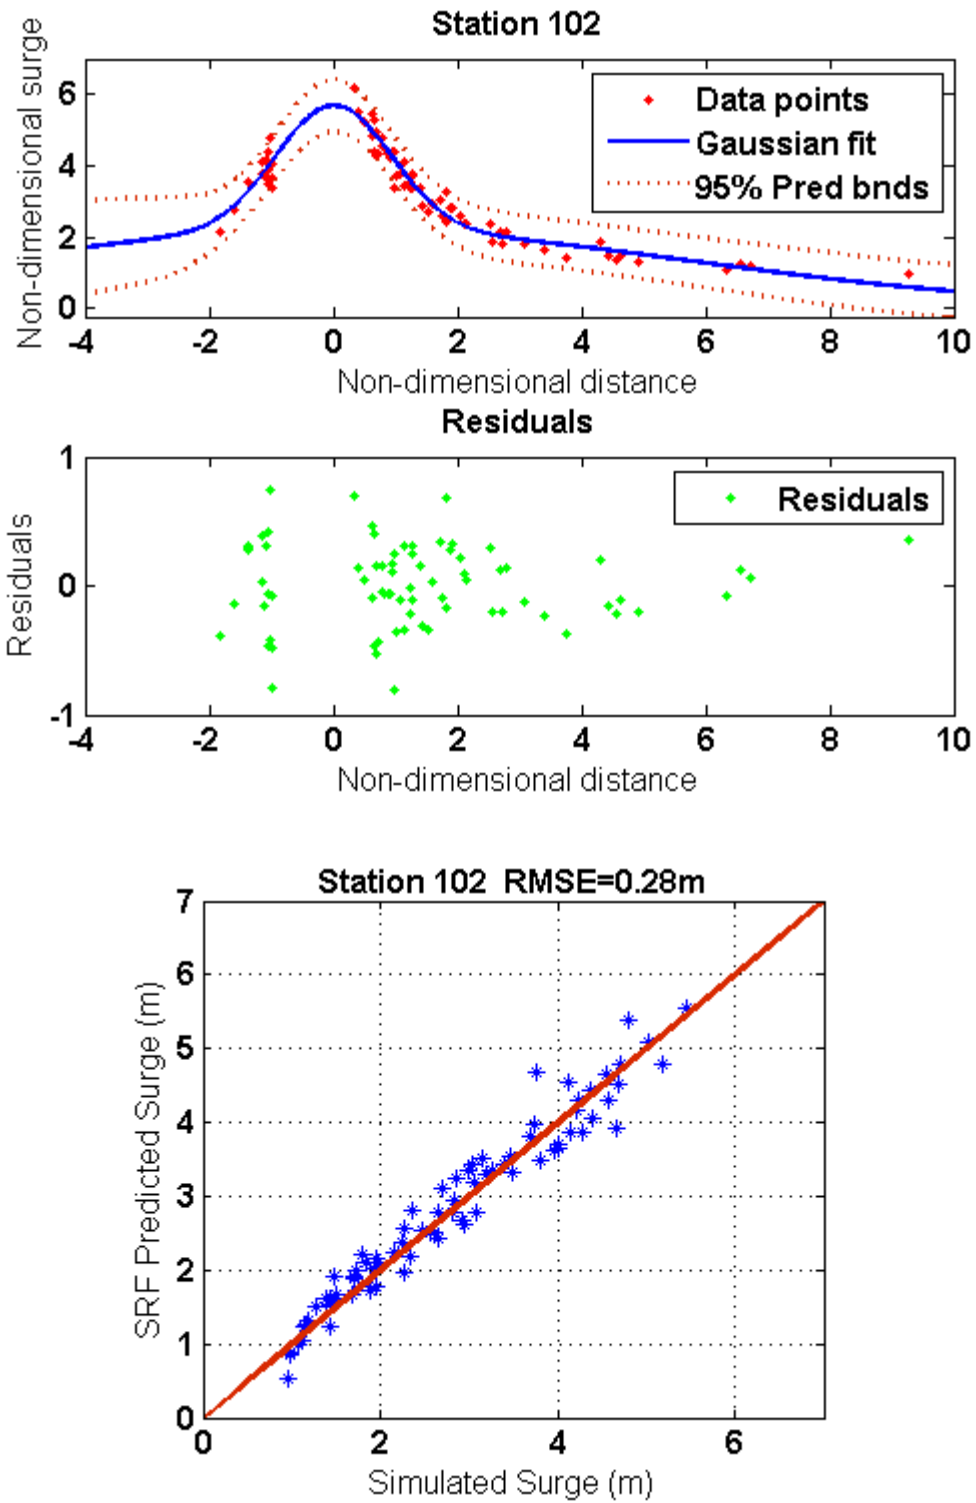 Station 102
Non-dimensional surge
6
4
2
0
Data points
Gaussian fit
95% Pred bnds
-4 -2 0 2 4 6 8 10
Non-dimensional distance
Residuals
Residuals
1
0
-1
Residuals
-4 -2 0 2 4 6 8 10
Non-dimensional distance
Station 102 RMSE=0.28m
SRF Predicted Surge (m)
7
6
5
4
3
2
1
0
0 2 4 6
Simulated Surge (m)